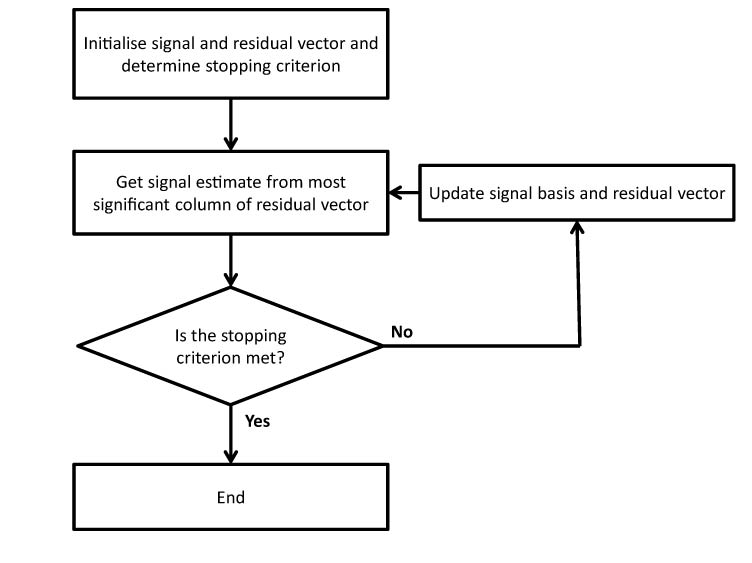 Initialise signal and residual vector and
determine stopping criterion
Get signal estimate from most
significant column of residual vector
Update signal basis and residual vector
Is the stopping
criterion met?
No
Yes
End